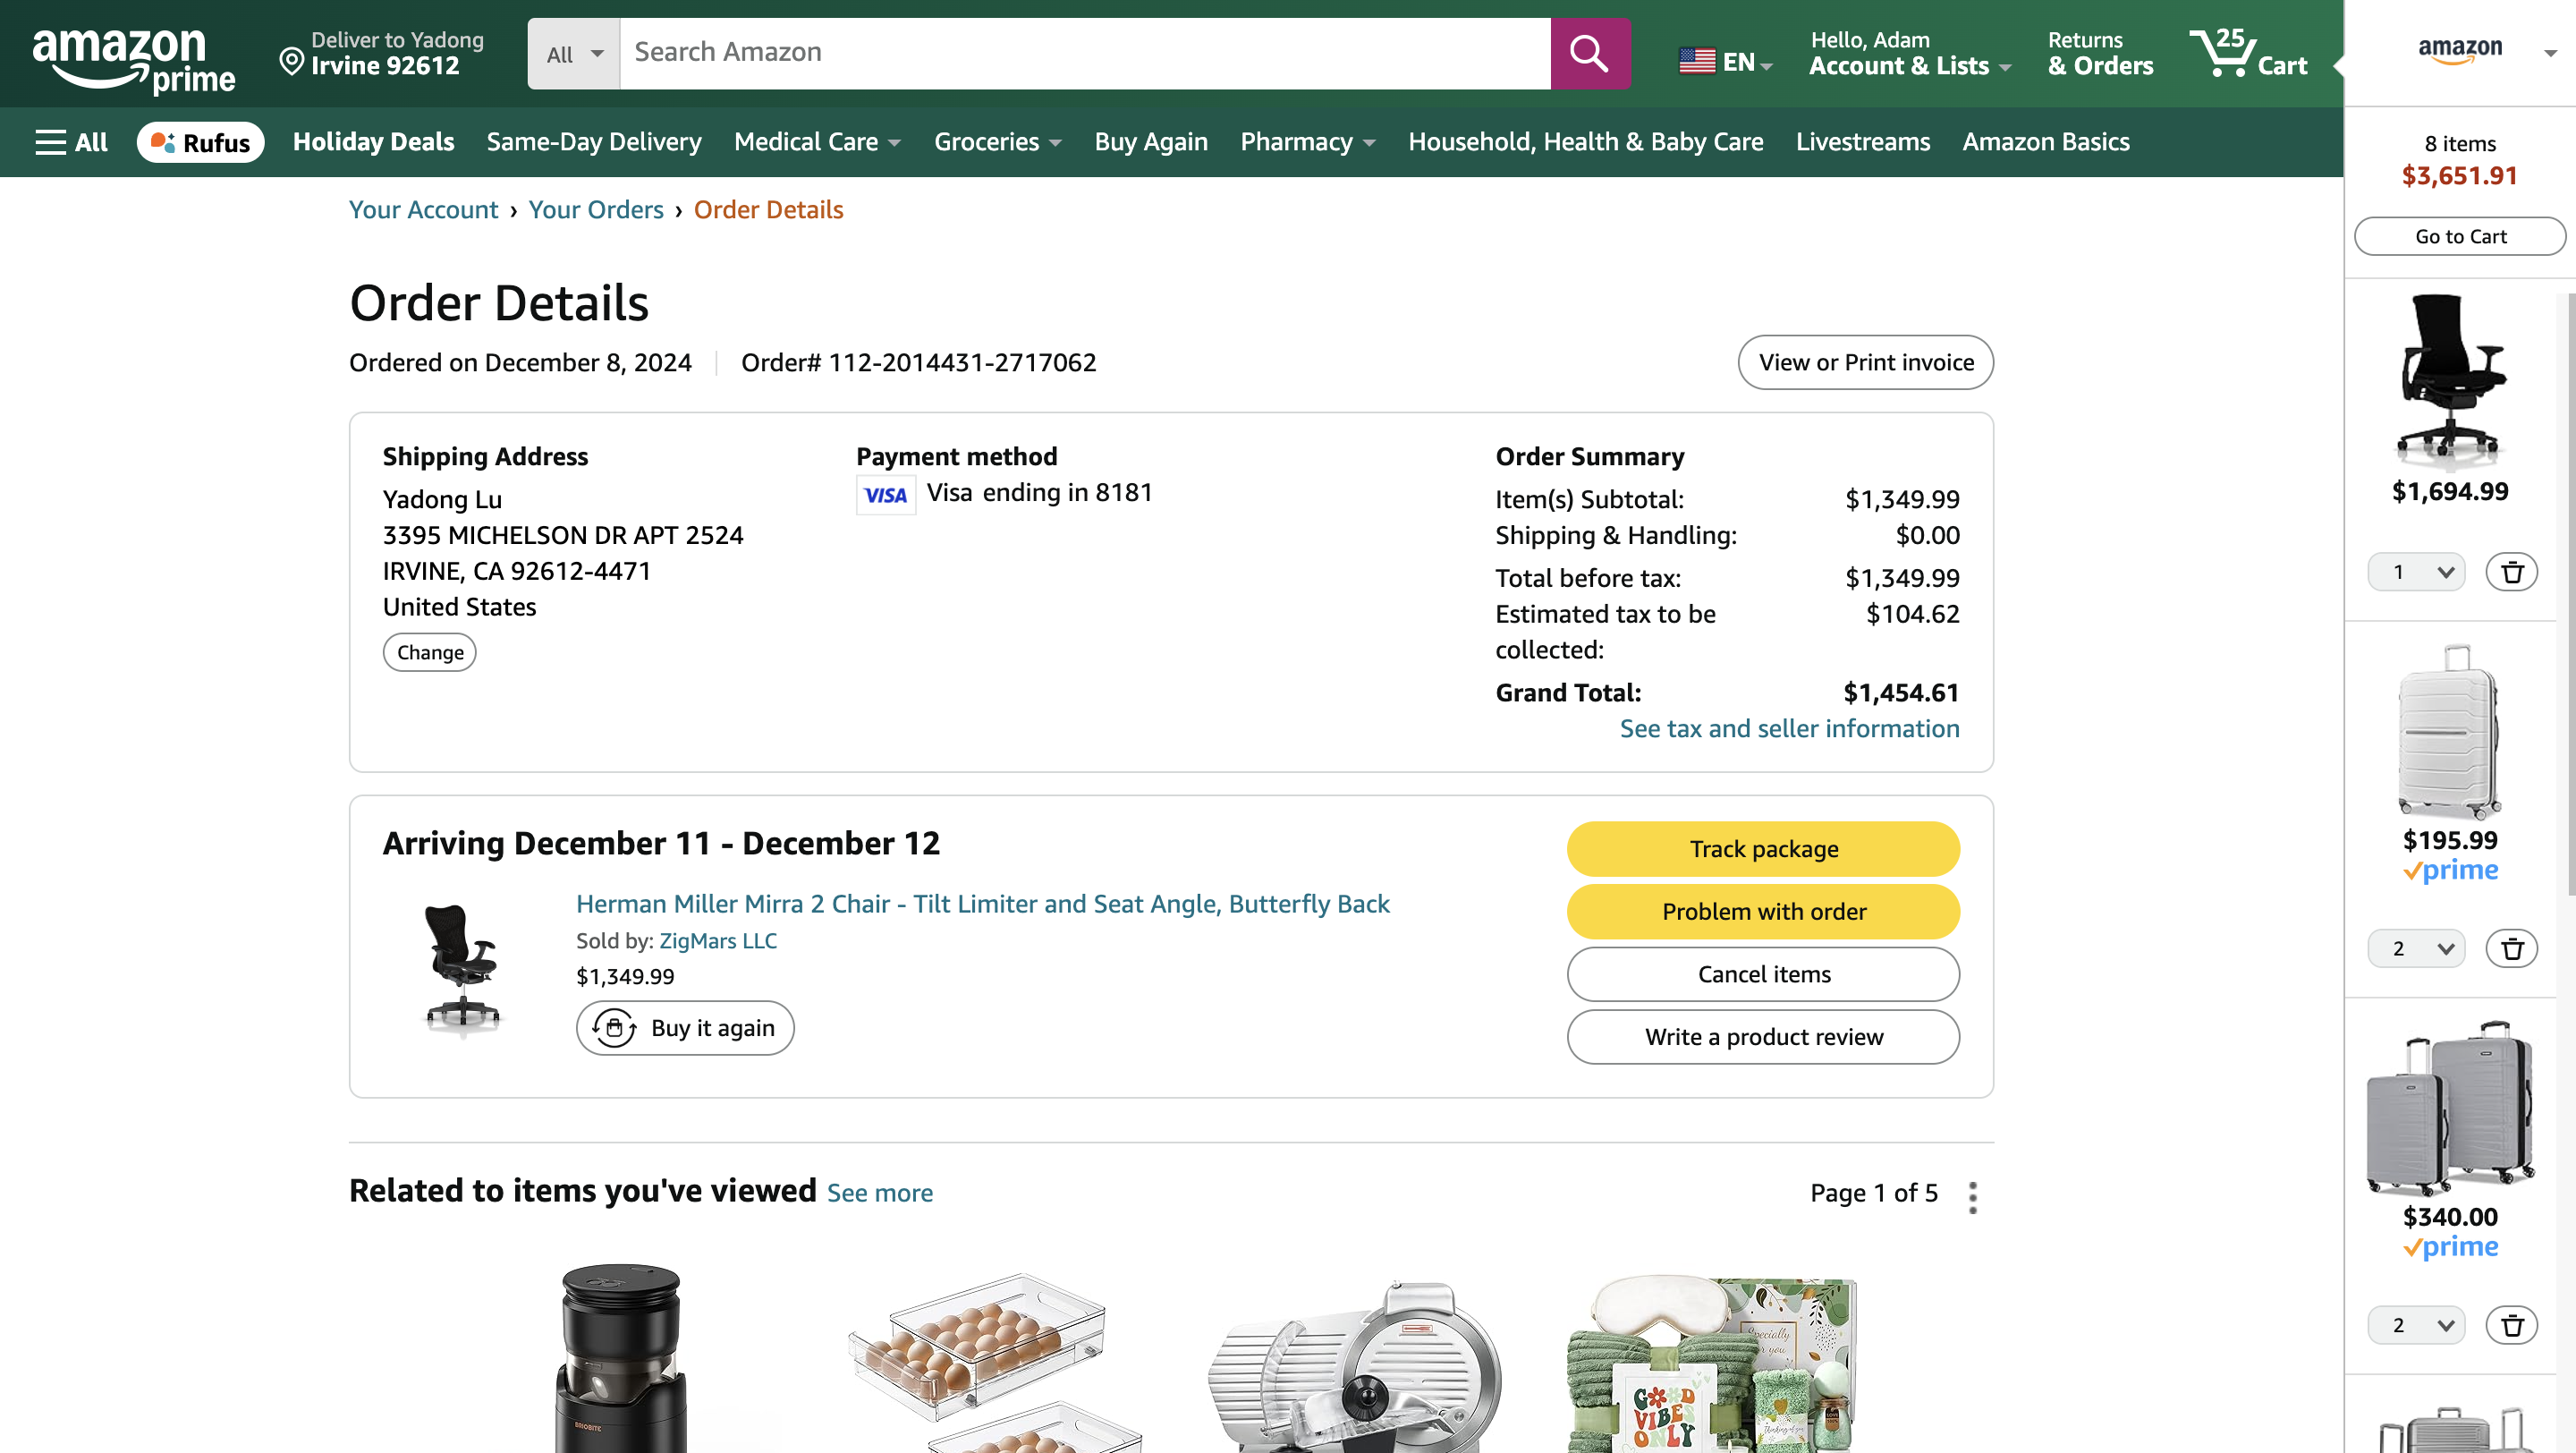 amazon prime
Deliver to Yadong
Irvine 92612
All
Search Amazon
EN
Hello, Adam
Account & Lists
Returns
& Orders
25
Cart
All
Rufus
Holiday Deals
Same-Day Delivery
Medical Care
Groceries
Buy Again
Pharmacy
Household, Health & Baby Care
Livestreams
Amazon Basics
Your Account › Your Orders › Order Details
Order Details
Ordered on December 8, 2024
Order# 112-2014431-2717062
View or Print invoice
Shipping Address
Yadong Lu
3395 MICHELSON DR APT 2524
IRVINE, CA 92612-4471
United States
Change
Payment method
VISA Visa ending in 8181
Order Summary
Item(s) Subtotal: $1,349.99
Shipping & Handling: $0.00
Total before tax: $1,349.99
Estimated tax to be $104.62
collected:
Grand Total: $1,454.61
See tax and seller information
Arriving December 11 - December 12
Herman Miller Mirra 2 Chair - Tilt Limiter and Seat Angle, Butterfly Back
Sold by: ZigMars LLC
$1,349.99
Buy it again
Track package
Problem with order
Cancel items
Write a product review
Related to items you've viewed See more
Page 1 of 5
BRIOBITE
Specially
GOOD
VIBES
ONLY
amazon
8 items
$3,651.91
Go to Cart
$1,694.99
1
$195.99
prime
2
$340.00
prime
2